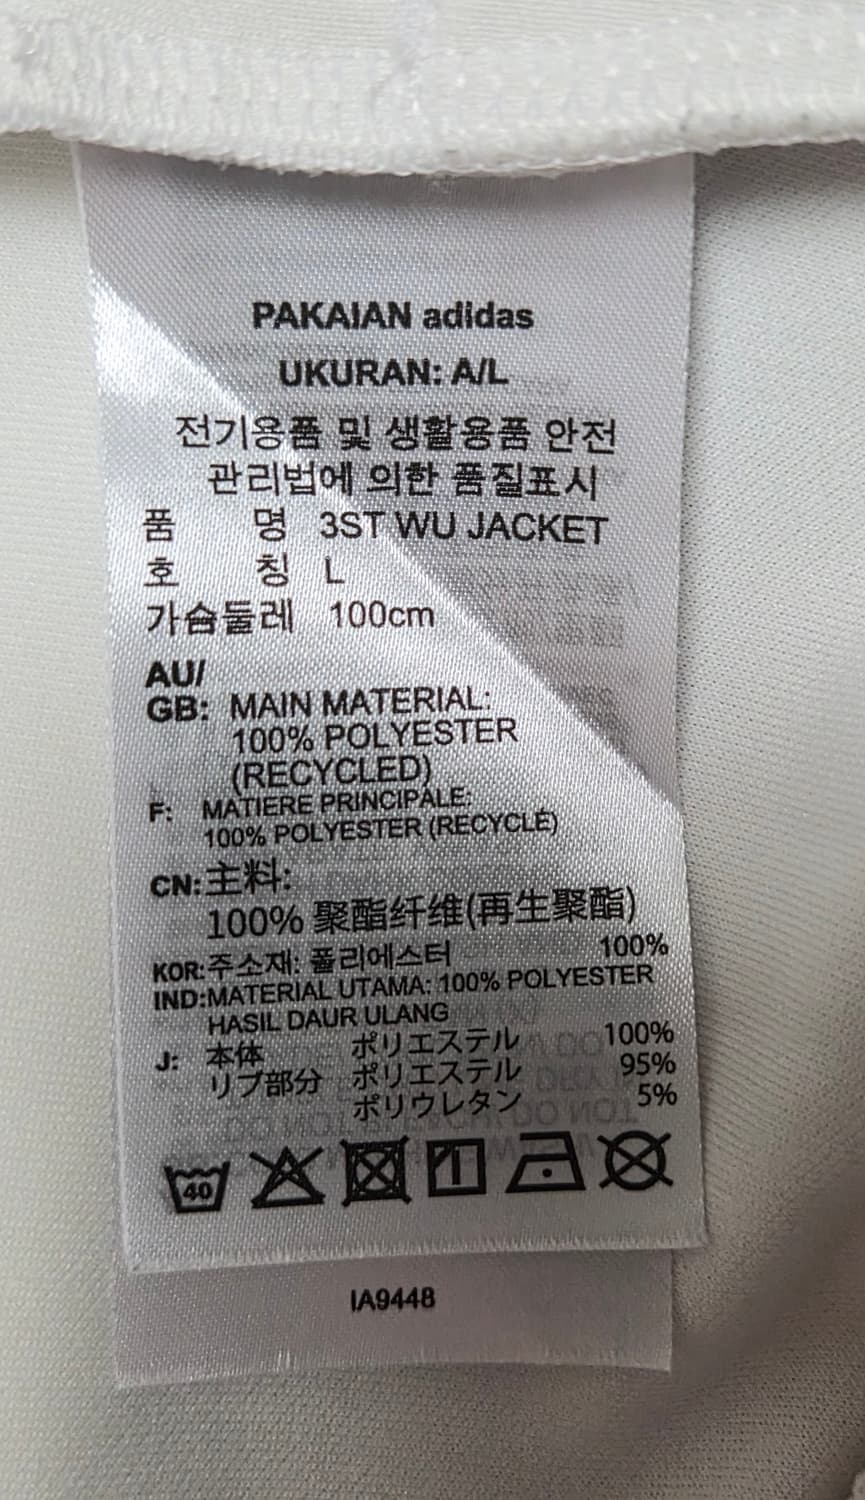 PAKAIAN adidas
UKURAN: A/L
전기용품 및 생활용품 안전
관리법에 의한 품질표시
품 명 3ST WU JACKET
호 칭 L
가슴둘레 100cm
AU/
GB: MAIN MATERIAL:
100% POLYESTER
(RECYCLED)
F: MATIERE PRINCIPALE:
100% POLYESTER (RECYCLÉ)
CN: 主料:
100% 聚酯纤维(再生聚酯)
KOR: 주소재: 폴리에스터 100%
IND: MATERIAL UTAMA: 100% POLYESTER
HASIL DAUR ULANG
J: 本体 ポリエステル 100%
リブ部分 ポリエステル 95%
ポリウレタン 5%
40
IA9448